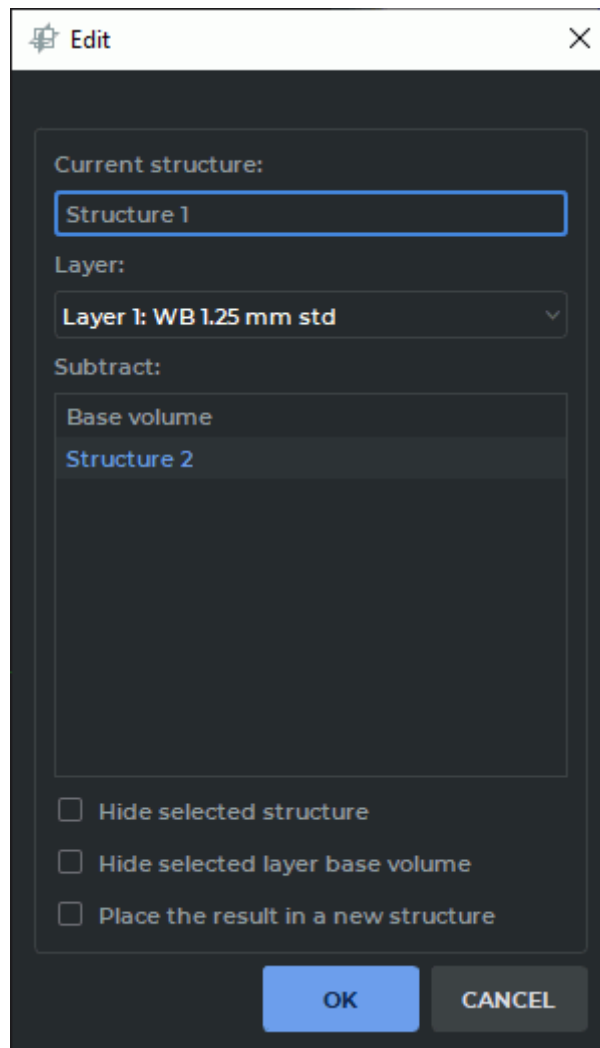 Edit
Current structure:
Structure 1
Layer:
Layer 1: WB 1.25 mm std
Subtract:
Base volume
Structure 2
Hide selected structure
Hide selected layer base volume
Place the result in a new structure
OK CANCEL